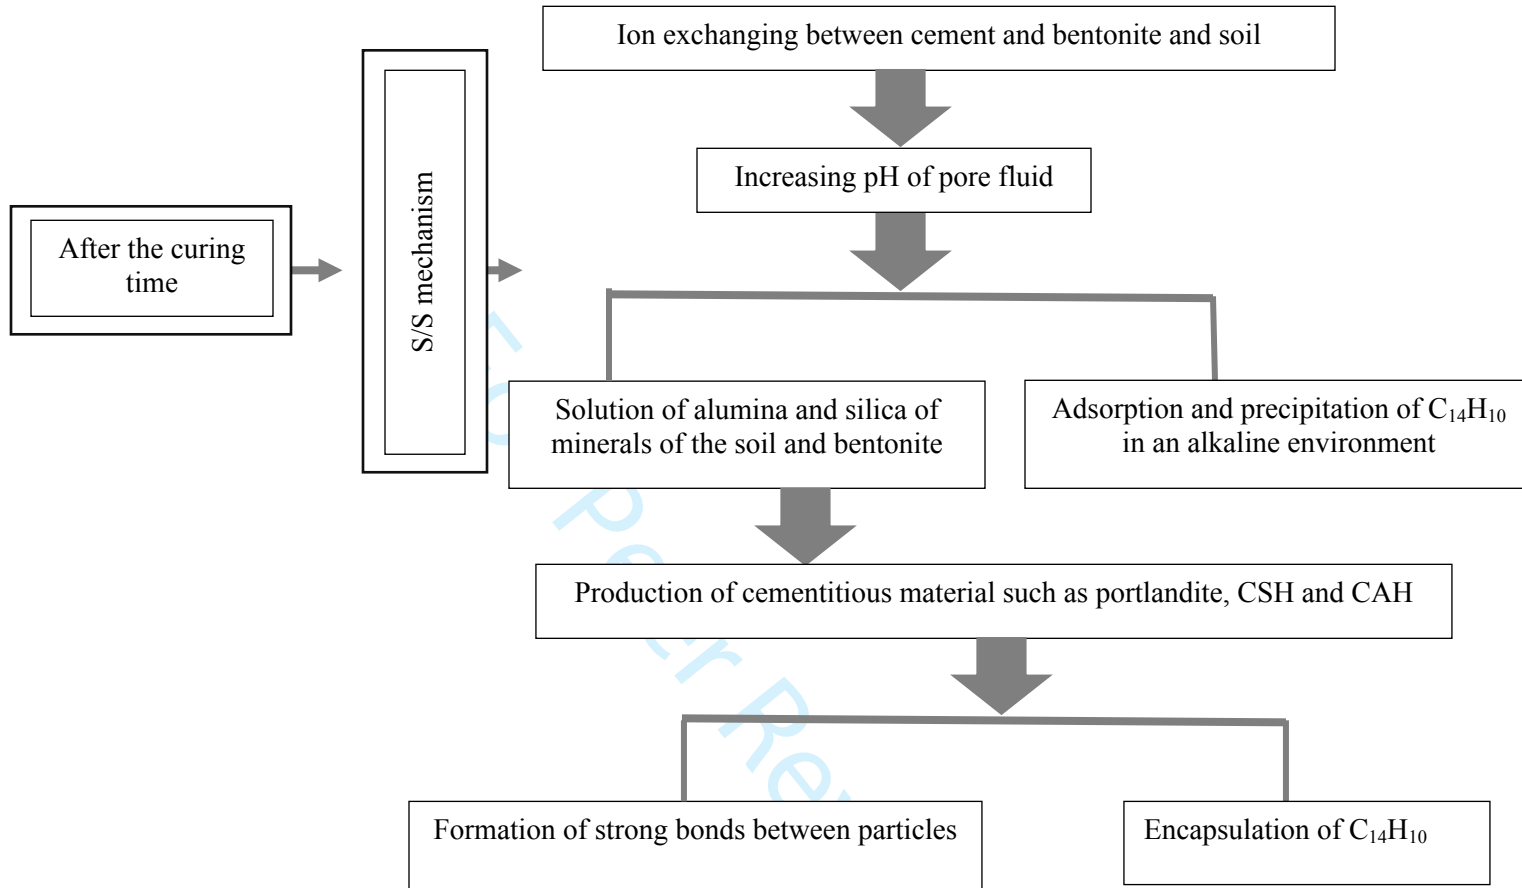 Ion exchanging between cement and bentonite and soil
Increasing pH of pore fluid
After the curing
time
S/S mechanism
Solution of alumina and silica of
minerals of the soil and bentonite
Adsorption and precipitation of C₁₄H₁₀
in an alkaline environment
Production of cementitious material such as portlandite, CSH and CAH
Formation of strong bonds between particles
Encapsulation of C₁₄H₁₀